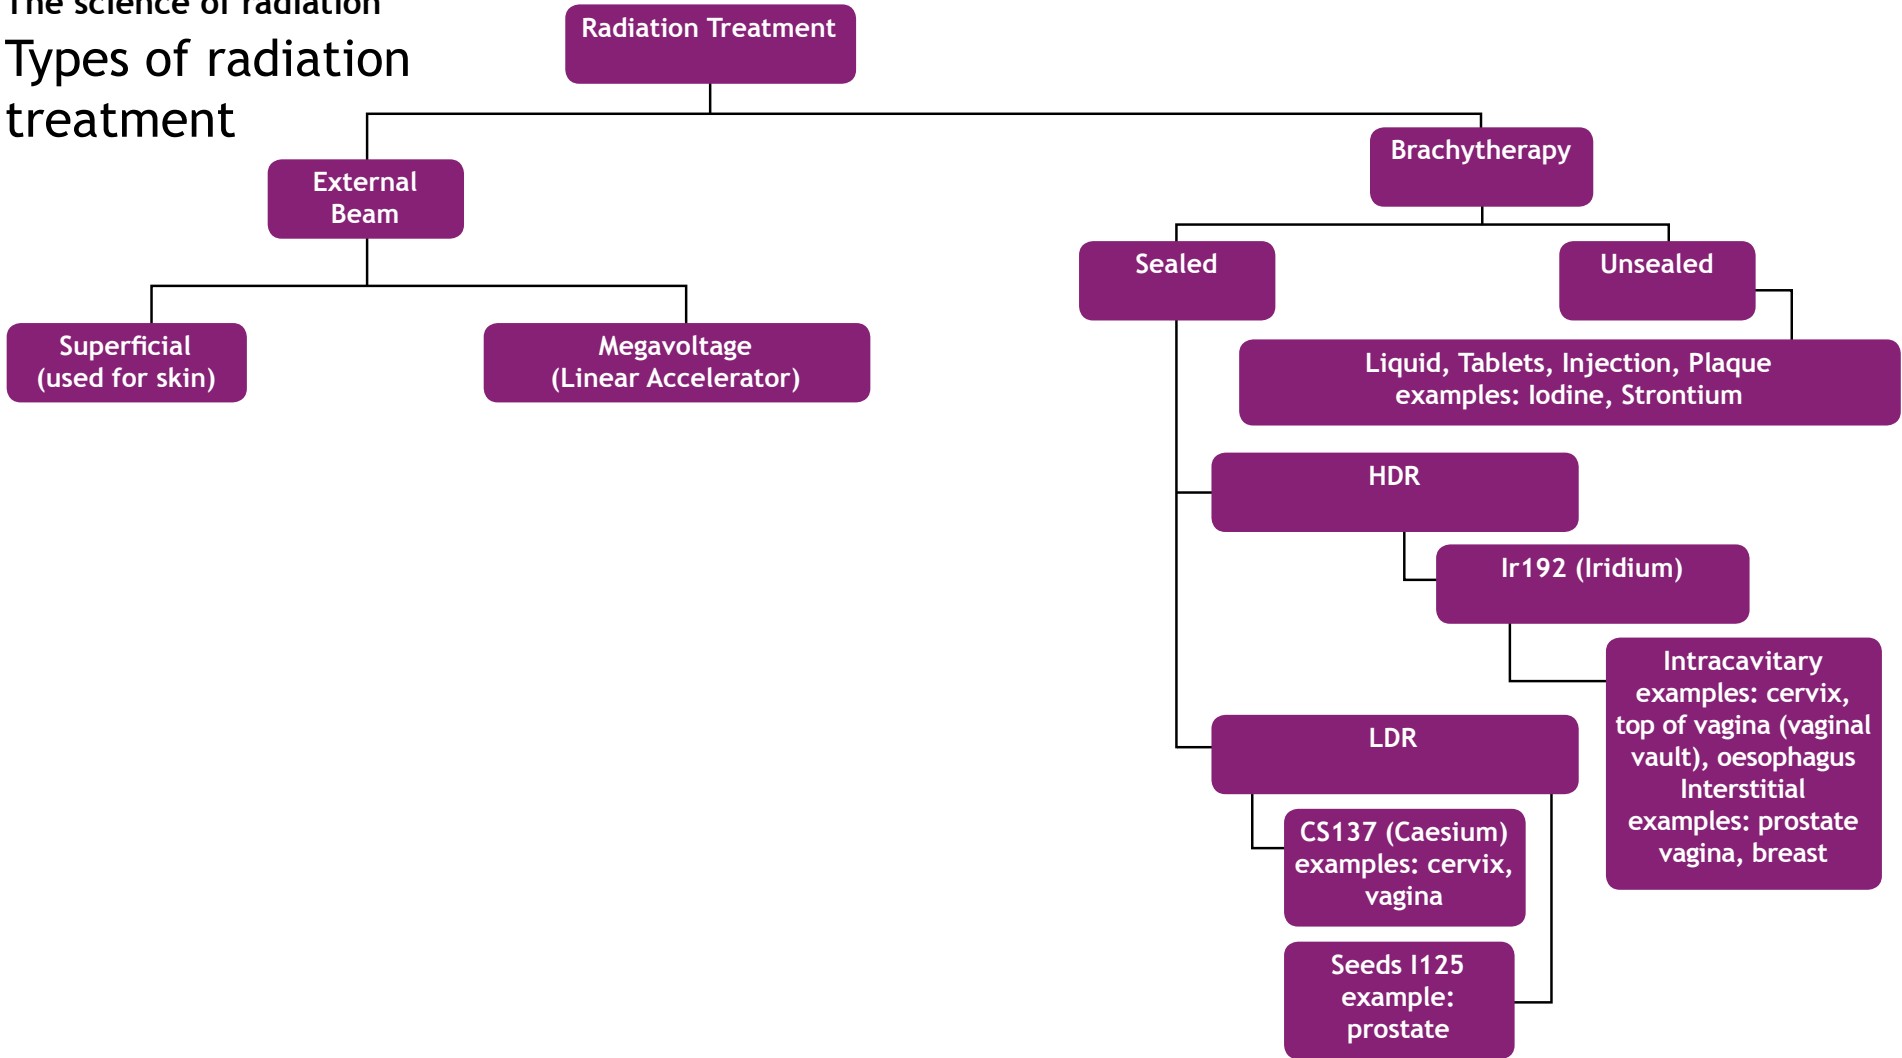 The science of radiation
Types of radiation
treatment
Radiation Treatment
External
Beam
Superficial
(used for skin)
Megavoltage
(Linear Accelerator)
Brachytherapy
Sealed
Unsealed
Liquid, Tablets, Injection, Plaque
examples: Iodine, Strontium
HDR
Ir192 (Iridium)
Intracavitary
examples: cervix,
top of vagina (vaginal
vault), oesophagus
Interstitial
examples: prostate
vagina, breast
LDR
CS137 (Caesium)
examples: cervix,
vagina
Seeds I125
example:
prostate